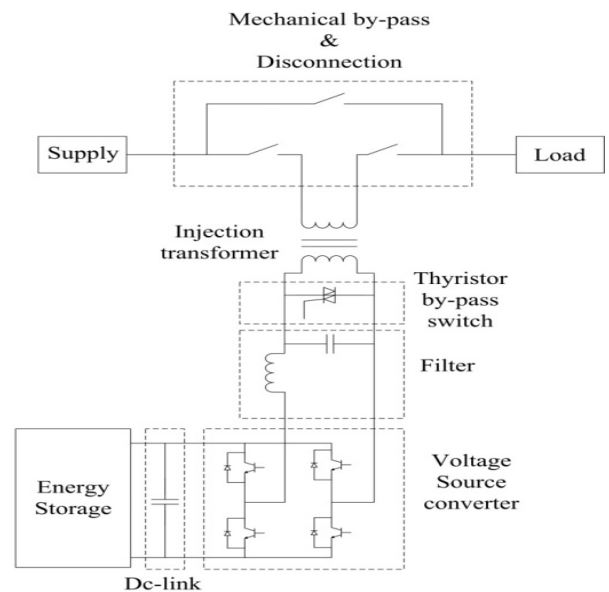 Mechanical by-pass
&
Disconnection
Supply
Load
Injection
transformer
Thyristor
by-pass
switch
Filter
Energy
Storage
Voltage
Source
converter
Dc-link